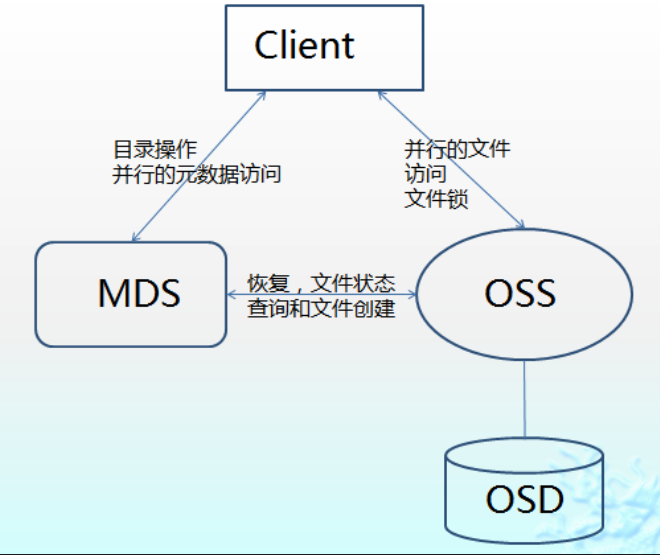 Client
目录操作
并行的元数据访问
并行的文件
访问
文件锁
MDS
恢复，文件状态
查询和文件创建
OSS
OSD